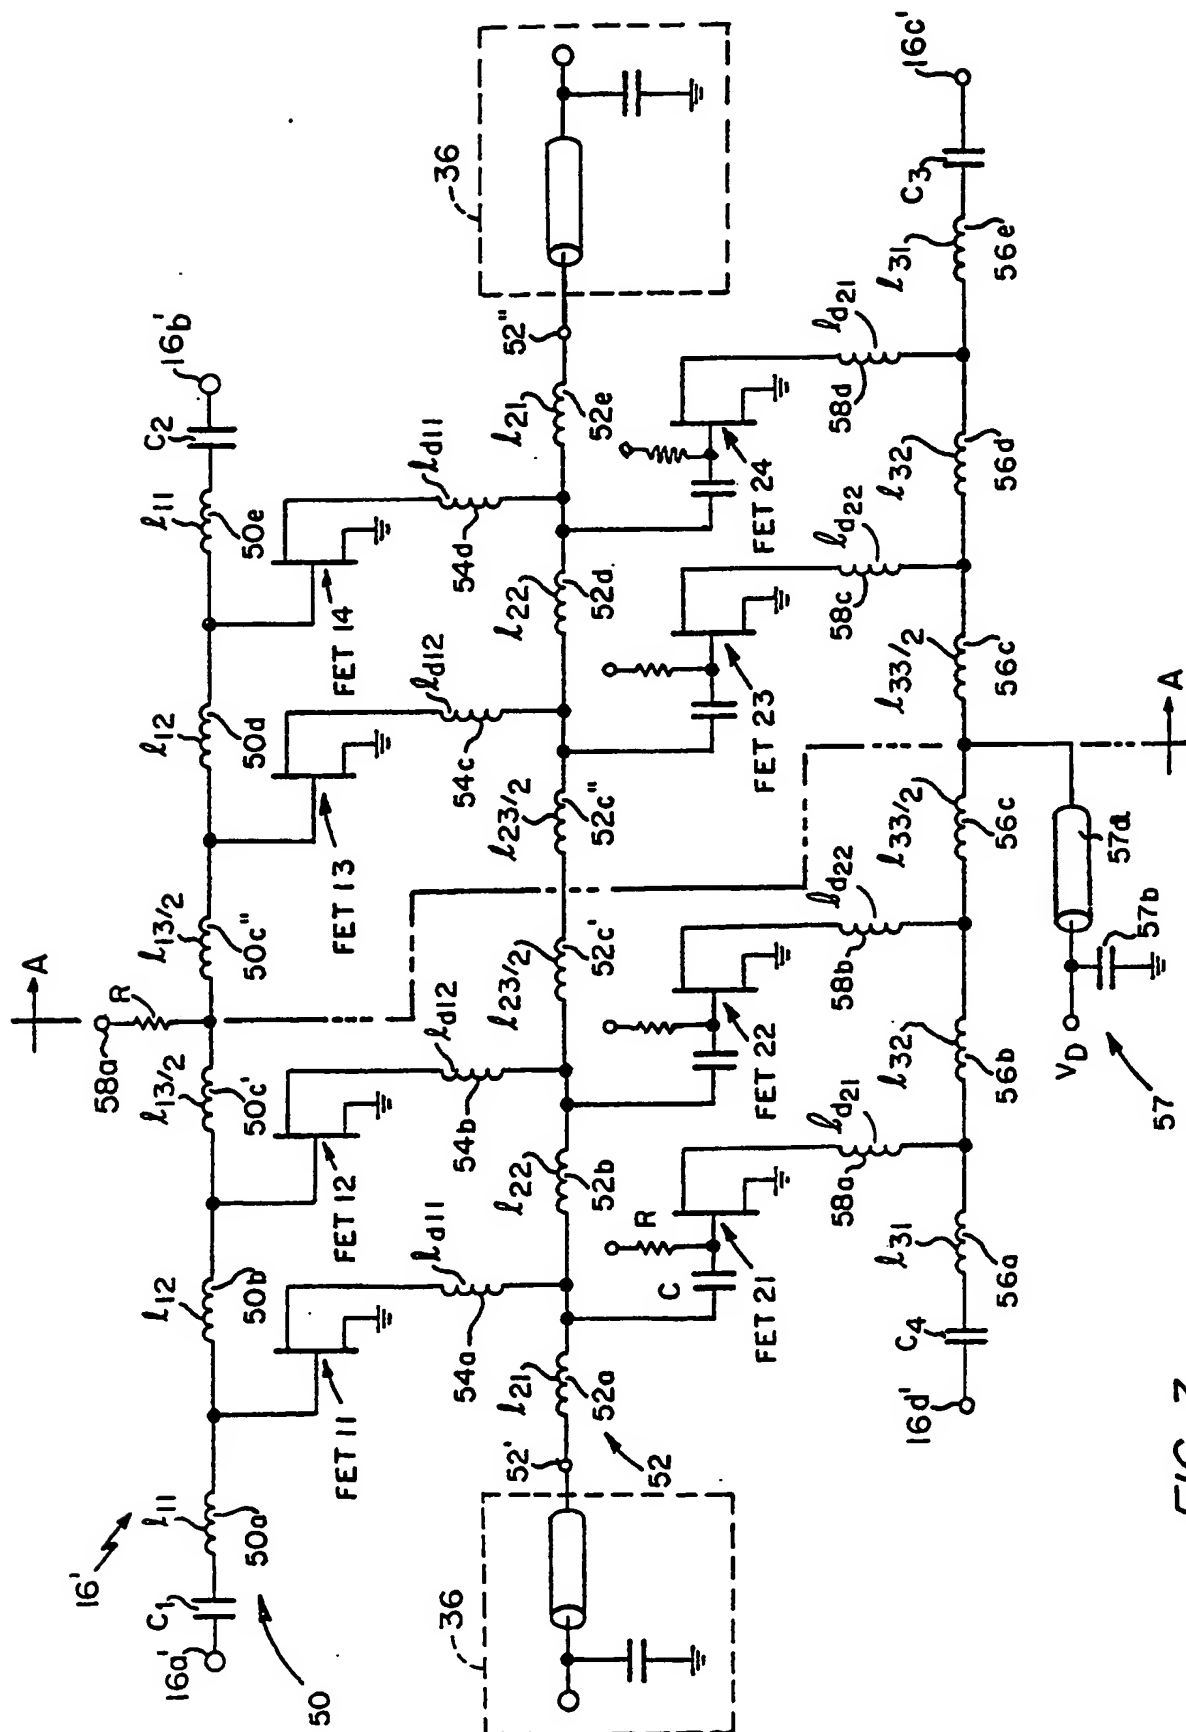 16'
16a'
C1
l11
50a
50
l12
50b
FET 11
FET 12
l13/2
50c'
58a
R
A
l13/2
50c"
FET 13
l12
50d
FET 14
l11
50e
C2
16b'
ld11
54a
ld12
54b
ld12
54c
ld11
54d
36
52'
l21
52a
52
l22
52b
l23/2
52c'
l23/2
52c"
l22
52d
l21
52e
52"
36
C
R
FET 21
FET 22
FET 23
FET 24
ld21
58a
ld22
58b
ld22
58c
ld21
58d
16d'
C4
l31
56a
l32
56b
l33/2
56c
l33/2
56c
l32
56d
l31
56e
C3
16c'
A
VD
57
57b
57a
FIG. 3